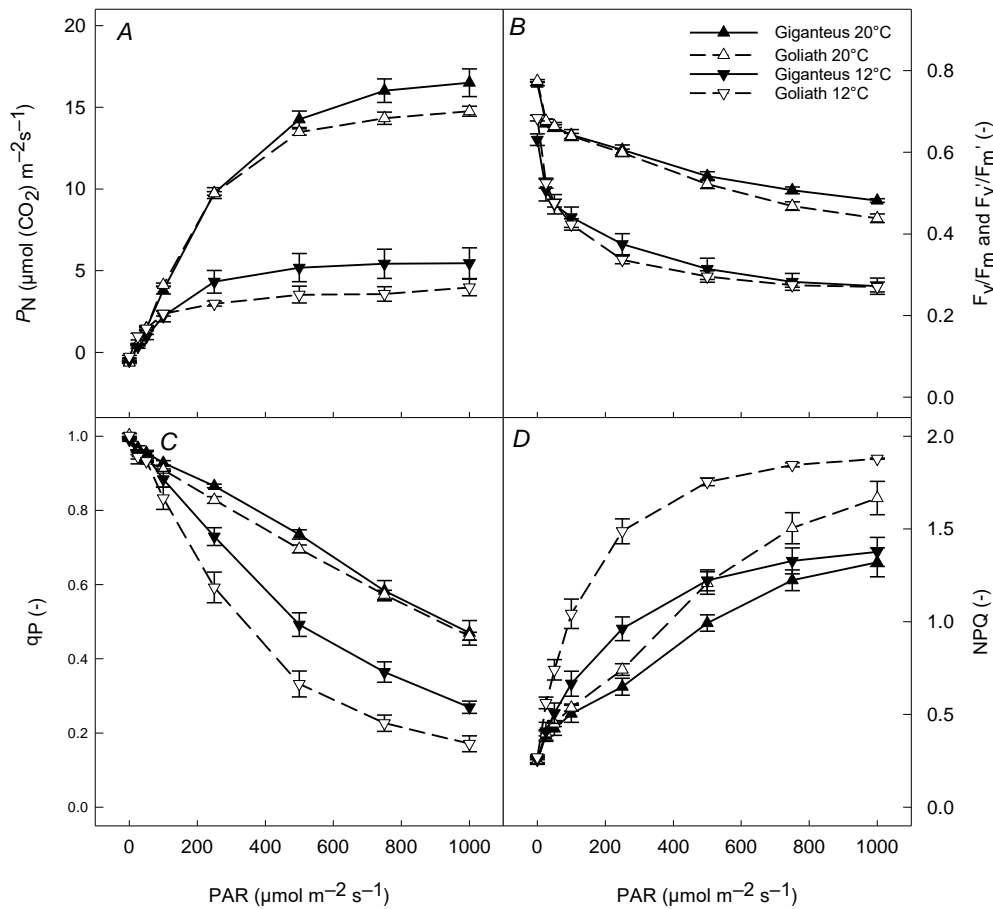 A
B
Giganteus 20°C
Goliath 20°C
Giganteus 12°C
Goliath 12°C
20
15
10
5
0
PN [µmol (CO2) m–2s–1)
0.8
0.6
0.4
0.2
0.0
Fv/Fm and Fv'/Fm' (-)
C
D
1.0
0.8
0.6
0.4
0.2
0.0
qP (-)
2.0
1.5
1.0
0.5
0.0
NPQ (-)
0 200 400 600 800 1000
0 200 400 600 800 1000
PAR (µmol m–2 s–1)
PAR (µmol m–2 s–1)